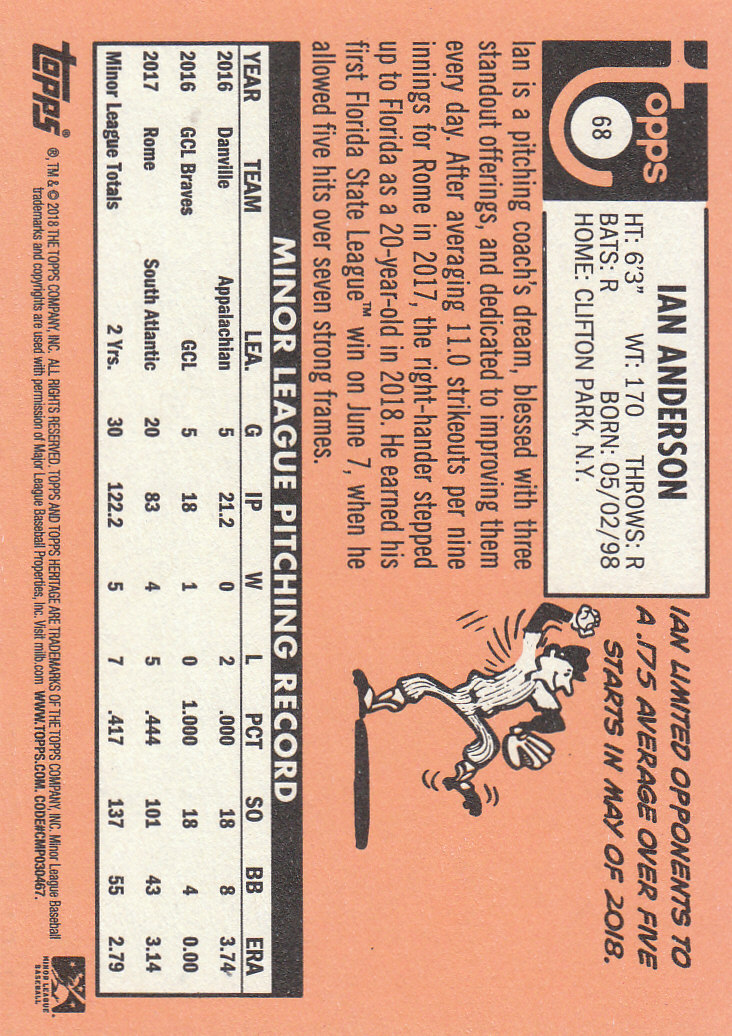 topps
68
IAN ANDERSON
HT: 6'3" WT: 170 THROWS: R
BATS: R BORN: 05/02/98
HOME: CLIFTON PARK, N.Y.
IAN LIMITED OPPONENTS TO
A .175 AVERAGE OVER FIVE
STARTS IN MAY OF 2018.
Ian is a pitching coach's dream, blessed with three
standout offerings, and dedicated to improving them
every day. After averaging 11.0 strikeouts per nine
innings for Rome in 2017, the right-hander stepped
up to Florida as a 20-year-old in 2018. He earned his
first Florida State League™ win on June 7, when he
allowed five hits over seven strong frames.
MINOR LEAGUE PITCHING RECORD
YEAR TEAM LEA. G IP W L PCT SO BB ERA
2016 Danville Appalachian 5 21.2 0 2 .000 18 8 3.74
2016 GCL Braves GCL 5 18 1 0 1.000 18 4 0.00
2017 Rome South Atlantic 20 83 4 5 .444 101 43 3.14
Minor League Totals 2 Yrs. 30 122.2 5 7 .417 137 55 2.79
topps®
®, TM & © 2018 THE TOPPS COMPANY, INC. ALL RIGHTS RESERVED. TOPPS AND TOPPS HERITAGE ARE TRADEMARKS OF THE TOPPS COMPANY, INC. Minor League Baseball
trademarks and copyrights are used with permission of Major League Baseball Properties, Inc. Visit milb.com WWW.TOPPS.COM. CODE#CMP030467.
MINOR LEAGUE
BASEBALL